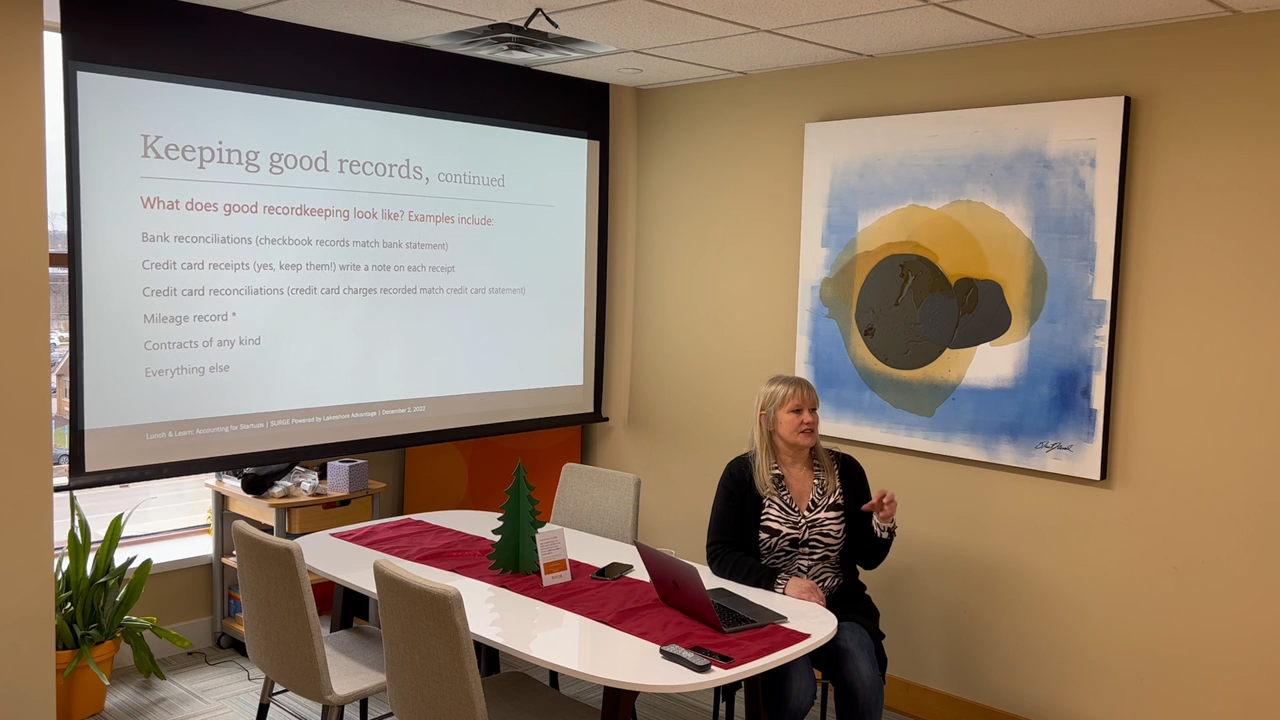 Keeping good records, continued
What does good recordkeeping look like? Examples include:
Bank reconciliations (checkbook records match bank statement)
Credit card receipts (yes, keep them!) write a note on each receipt
Credit card reconciliations (credit card charges recorded match credit card statement)
Mileage record *
Contracts of any kind
Everything else
Lunch & Learn: Accounting for Startups | SURGE Powered by Lakeshore Advantage | December 2, 2022